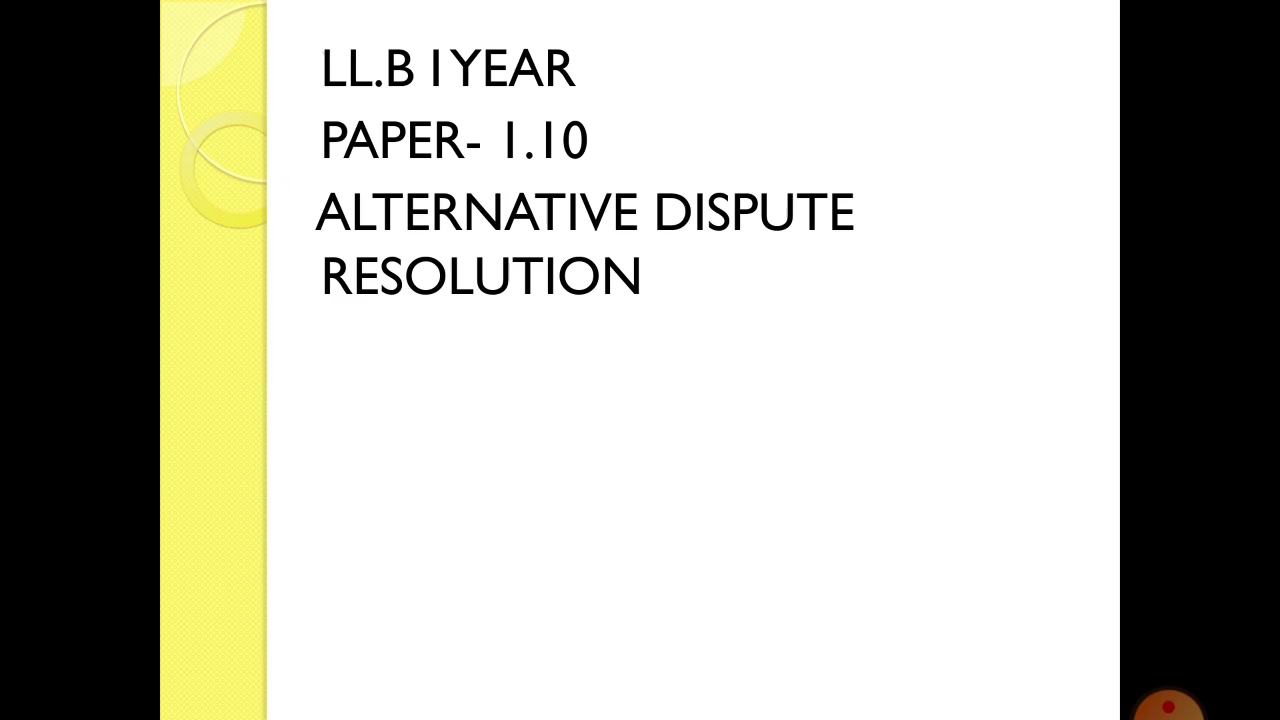 LL.B I YEAR
PAPER- 1.10
ALTERNATIVE DISPUTE
RESOLUTION